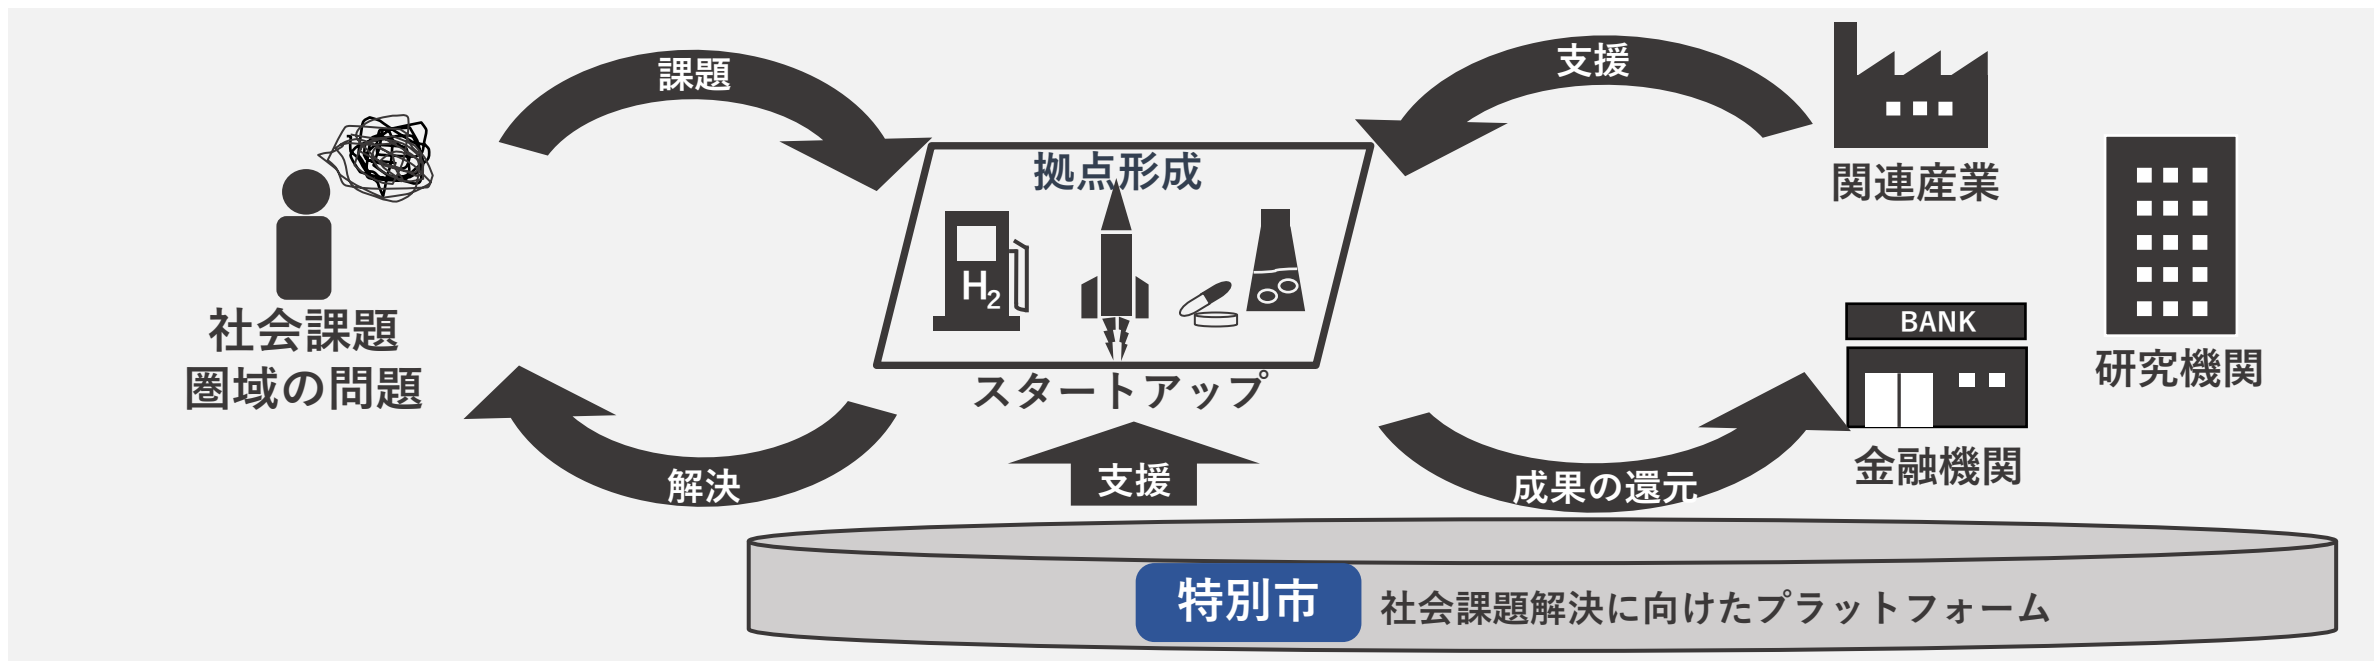 課題
支援
拠点形成
H2
社会課題
圏域の問題
関連産業
BANK
研究機関
金融機関
スタートアップ
解決
支援
成果の還元
特別市
社会課題解決に向けたプラットフォーム